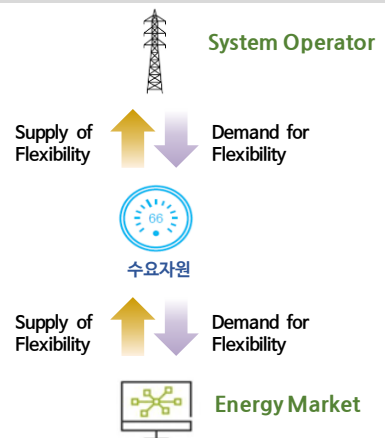 System Operator
Supply of
Flexibility
Demand for
Flexibility
66
수요자원
Supply of
Flexibility
Demand for
Flexibility
Energy Market